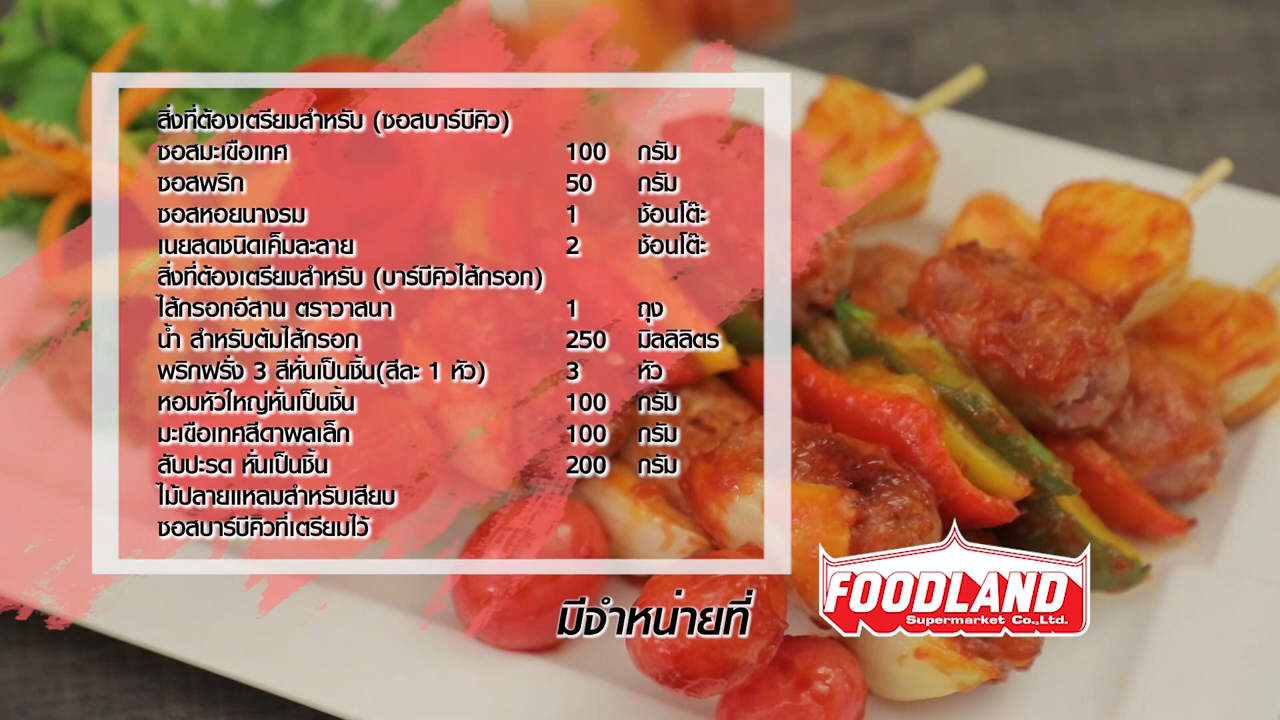 สิ่งที่ต้องเตรียมสำหรับ (ซอสบาร์บีคิว)
ซอสมะเขือเทศ 100 กรัม
ซอสพริก 50 กรัม
ซอสหอยนางรม 1 ช้อนโต๊ะ
เนยสดชนิดเค็มละลาย 2 ช้อนโต๊ะ
สิ่งที่ต้องเตรียมสำหรับ (บาร์บีคิวไส้กรอก)
ไส้กรอกอีสาน ตราวาสนา 1 ถุง
น้ำ สำหรับต้มไส้กรอก 250 มิลลิลิตร
พริกฝรั่ง 3 สีหั่นเป็นชิ้น(สีละ 1 หัว) 3 หัว
หอมหัวใหญ่หั่นเป็นชิ้น 100 กรัม
มะเขือเทศสีดาผลเล็ก 100 กรัม
สับปะรด หั่นเป็นชิ้น 200 กรัม
ไม้ปลายแหลมสำหรับเสียบ
ซอสบาร์บีคิวที่เตรียมไว้
มีจำหน่ายที่
FOODLAND
Supermarket Co.,Ltd.